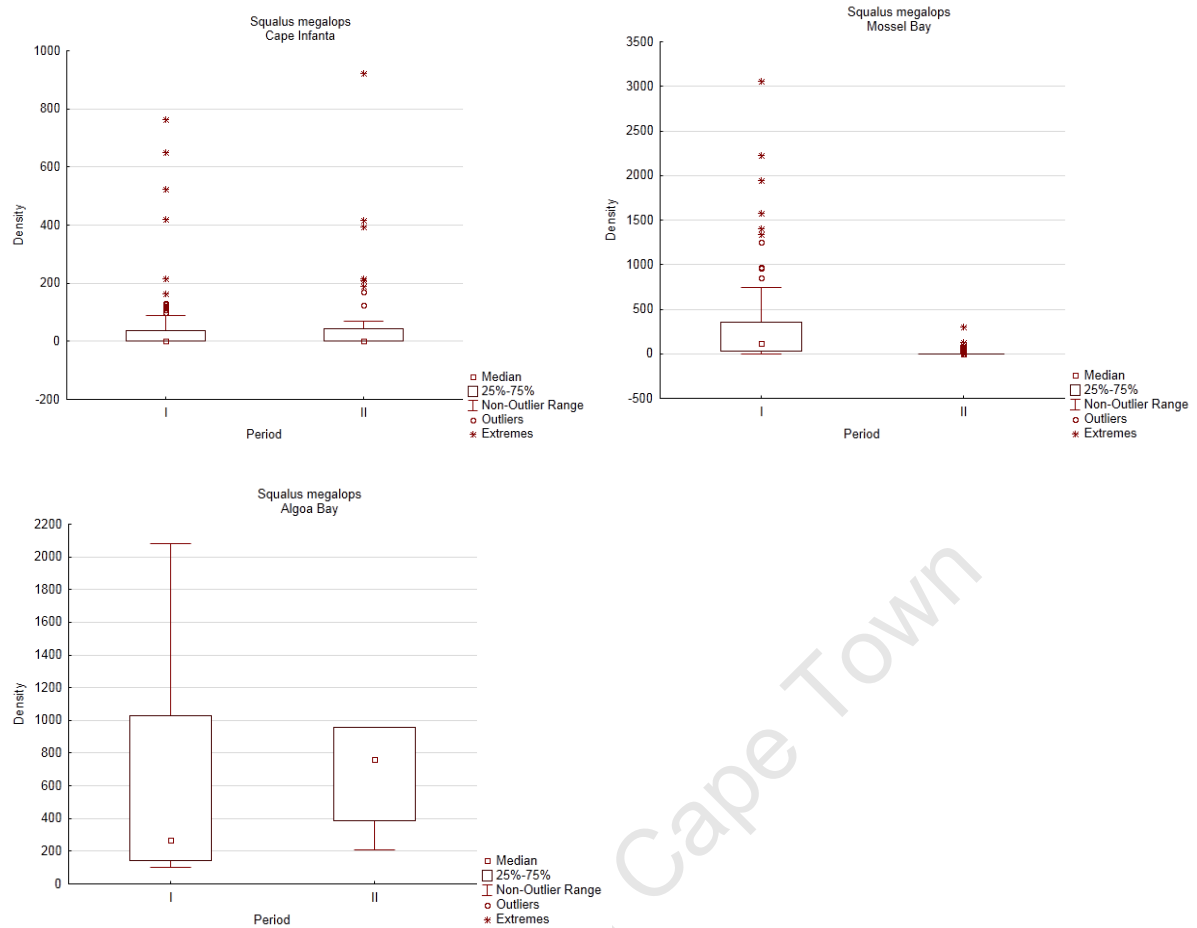 Squalus megalops
Cape Infanta
1000
800
600
400
200
0
-200
Density
I II
Period
Median
25%-75%
Non-Outlier Range
Outliers
Extremes
Squalus megalops
Mossel Bay
3500
3000
2500
2000
1500
1000
500
0
-500
Density
I II
Period
Median
25%-75%
Non-Outlier Range
Outliers
Extremes
Squalus megalops
Algoa Bay
2200
2000
1800
1600
1400
1200
1000
800
600
400
200
0
Density
I II
Period
Median
25%-75%
Non-Outlier Range
Outliers
Extremes
Cape Town